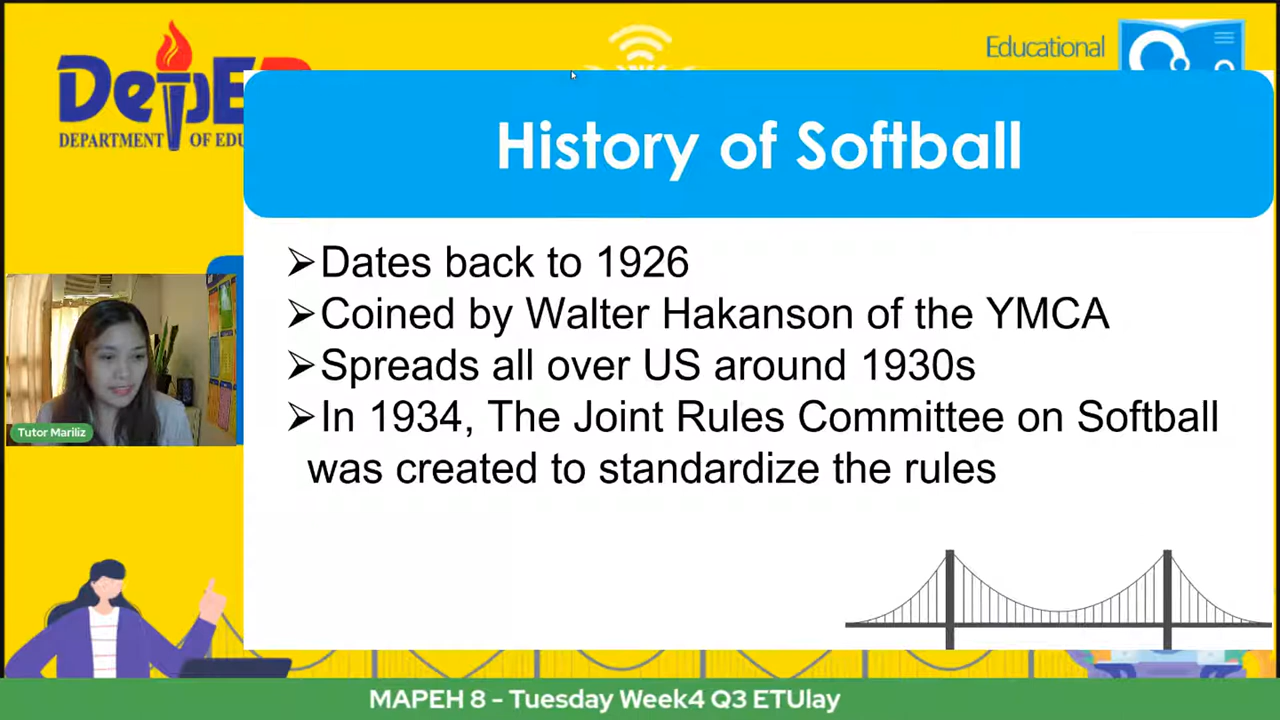 DepED
DEPARTMENT OF EDU
Educational
History of Softball
➢Dates back to 1926
➢Coined by Walter Hakanson of the YMCA
➢Spreads all over US around 1930s
➢In 1934, The Joint Rules Committee on Softball
was created to standardize the rules
Tutor Mariliz
MAPEH 8 - Tuesday Week4 Q3 ETUlay